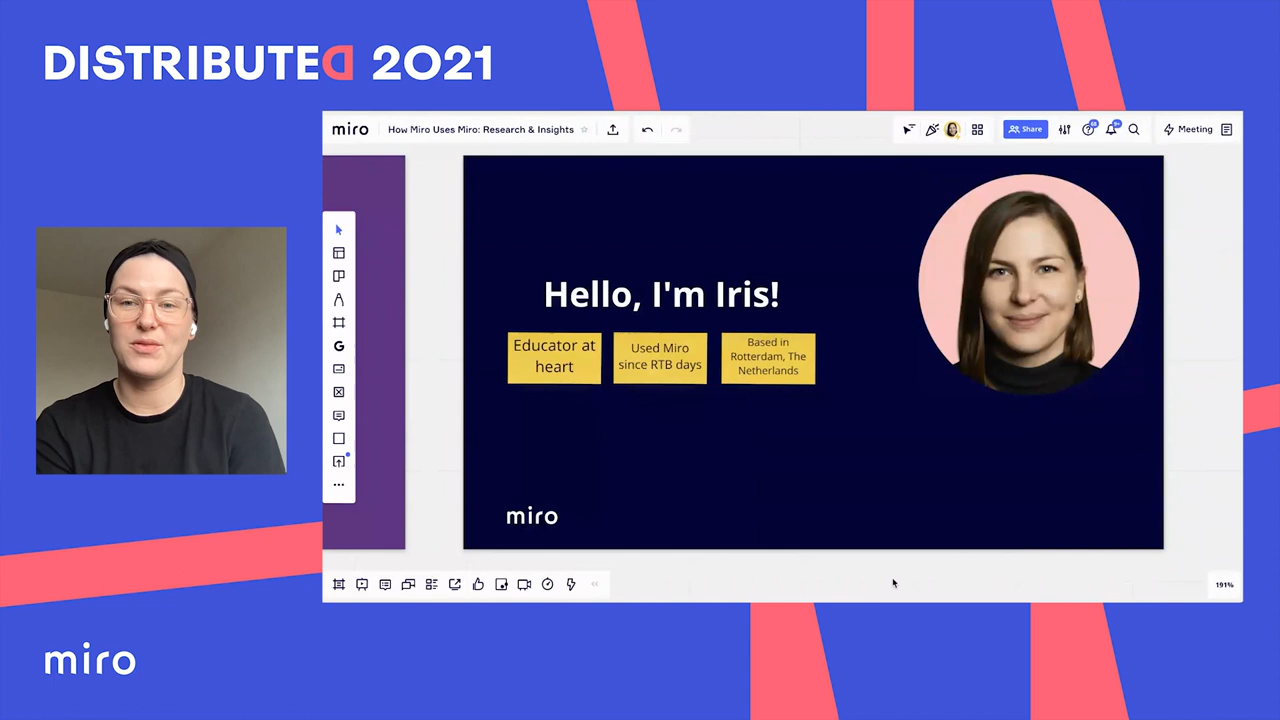 DISTRIBUTED 2021
miro
How Miro Uses Miro: Research & Insights
Share
Meeting
Hello, I'm Iris!
Educator at
heart
Used Miro
since RTB days
Based in
Rotterdam, The
Netherlands
miro
191%
miro